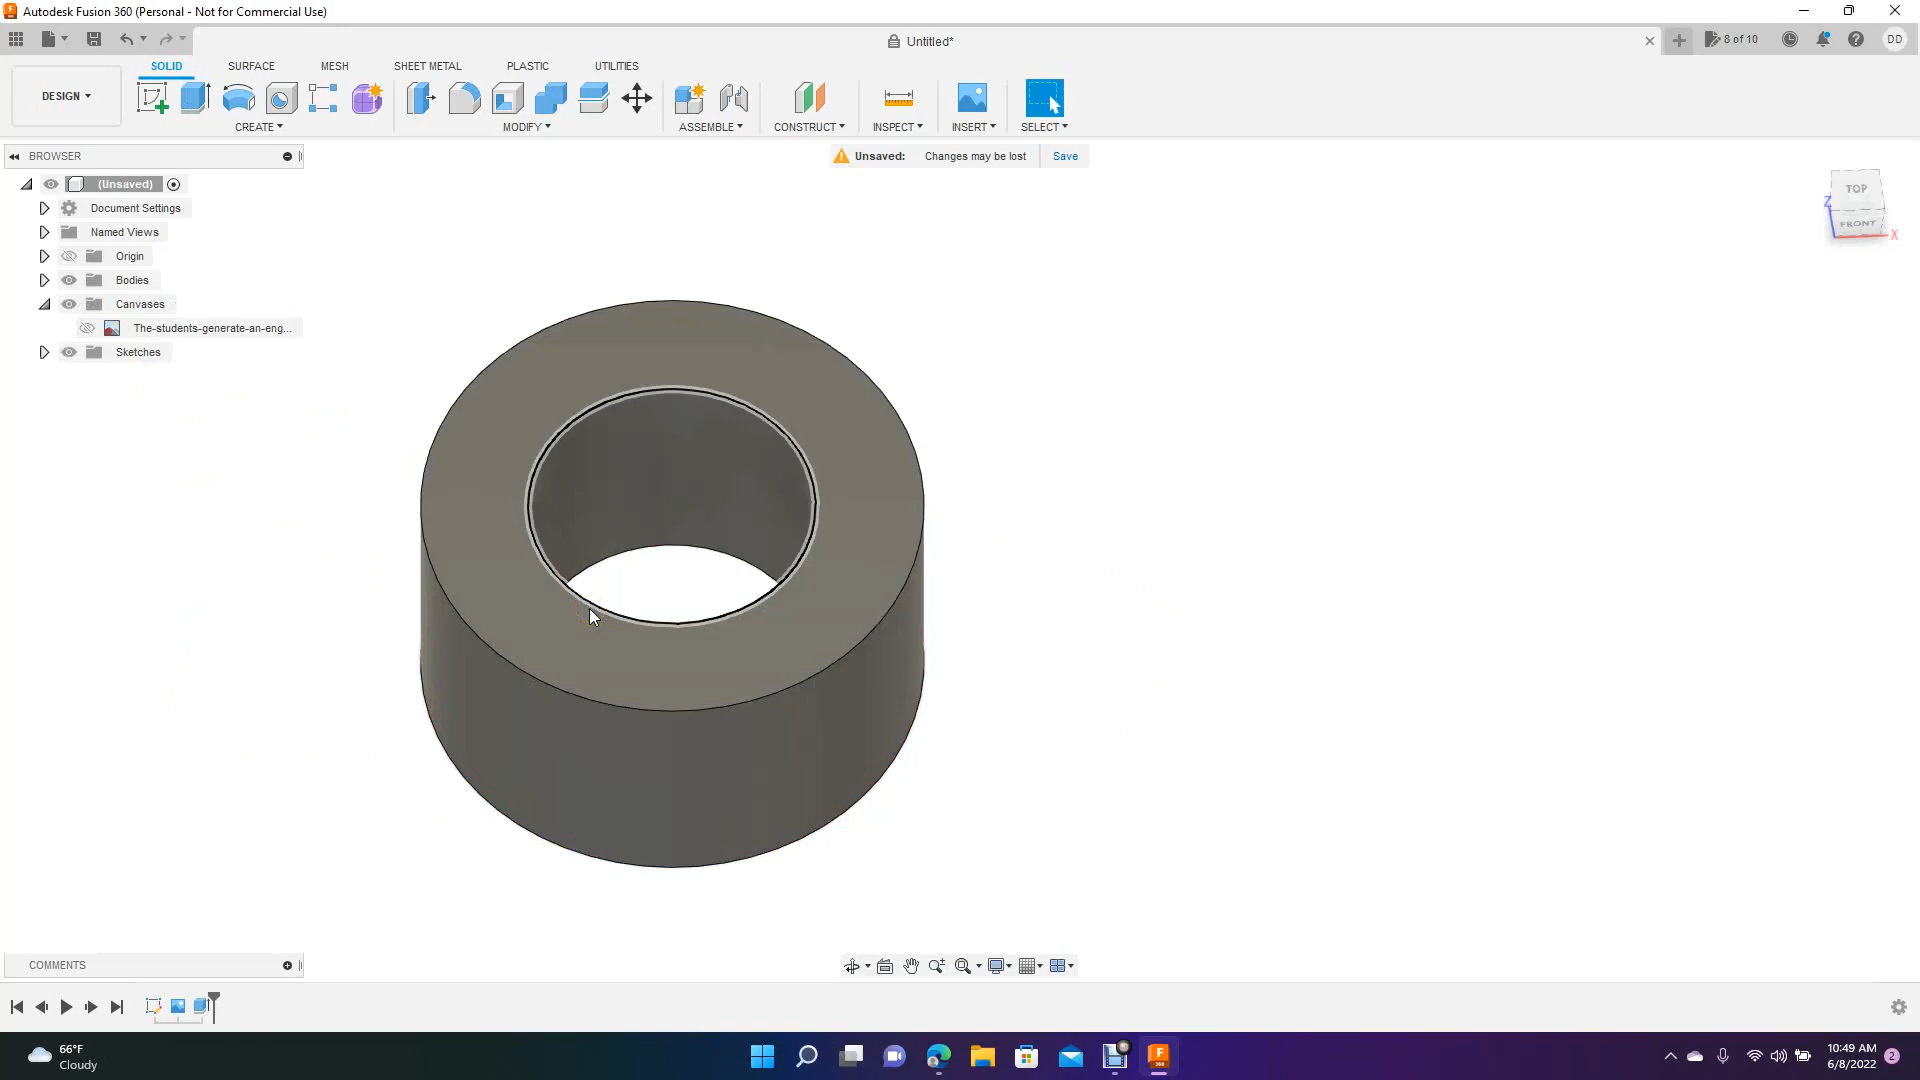 Autodesk Fusion 360 (Personal - Not for Commercial Use)
Untitled*
8 of 10
DD
SOLID SURFACE MESH SHEET METAL PLASTIC UTILITIES
DESIGN
CREATE MODIFY ASSEMBLE CONSTRUCT INSPECT INSERT SELECT
BROWSER
Unsaved: Changes may be lost Save
(Unsaved)
Document Settings
Named Views
Origin
Bodies
Canvases
The-students-generate-an-eng...
Sketches
TOP
FRONT
Z
X
COMMENTS
66°F
Cloudy
10:49 AM
6/8/2022
2